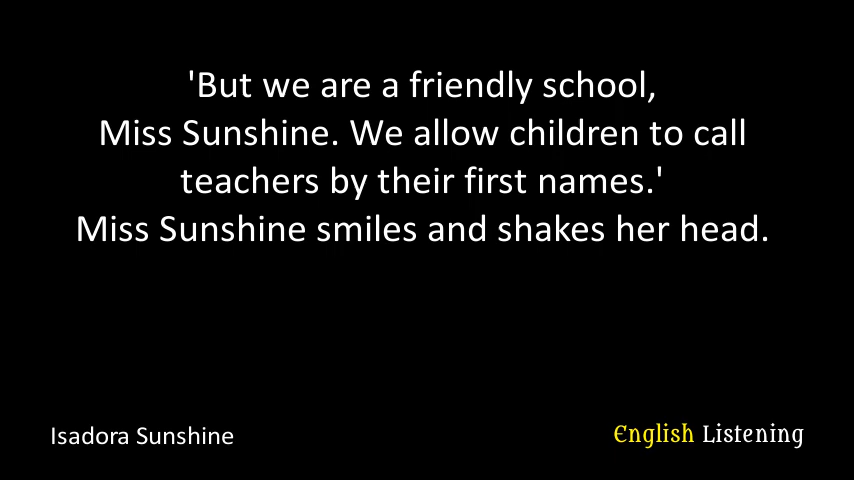 'But we are a friendly school,
Miss Sunshine. We allow children to call
teachers by their first names.'
Miss Sunshine smiles and shakes her head.
Isadora Sunshine
English Listening